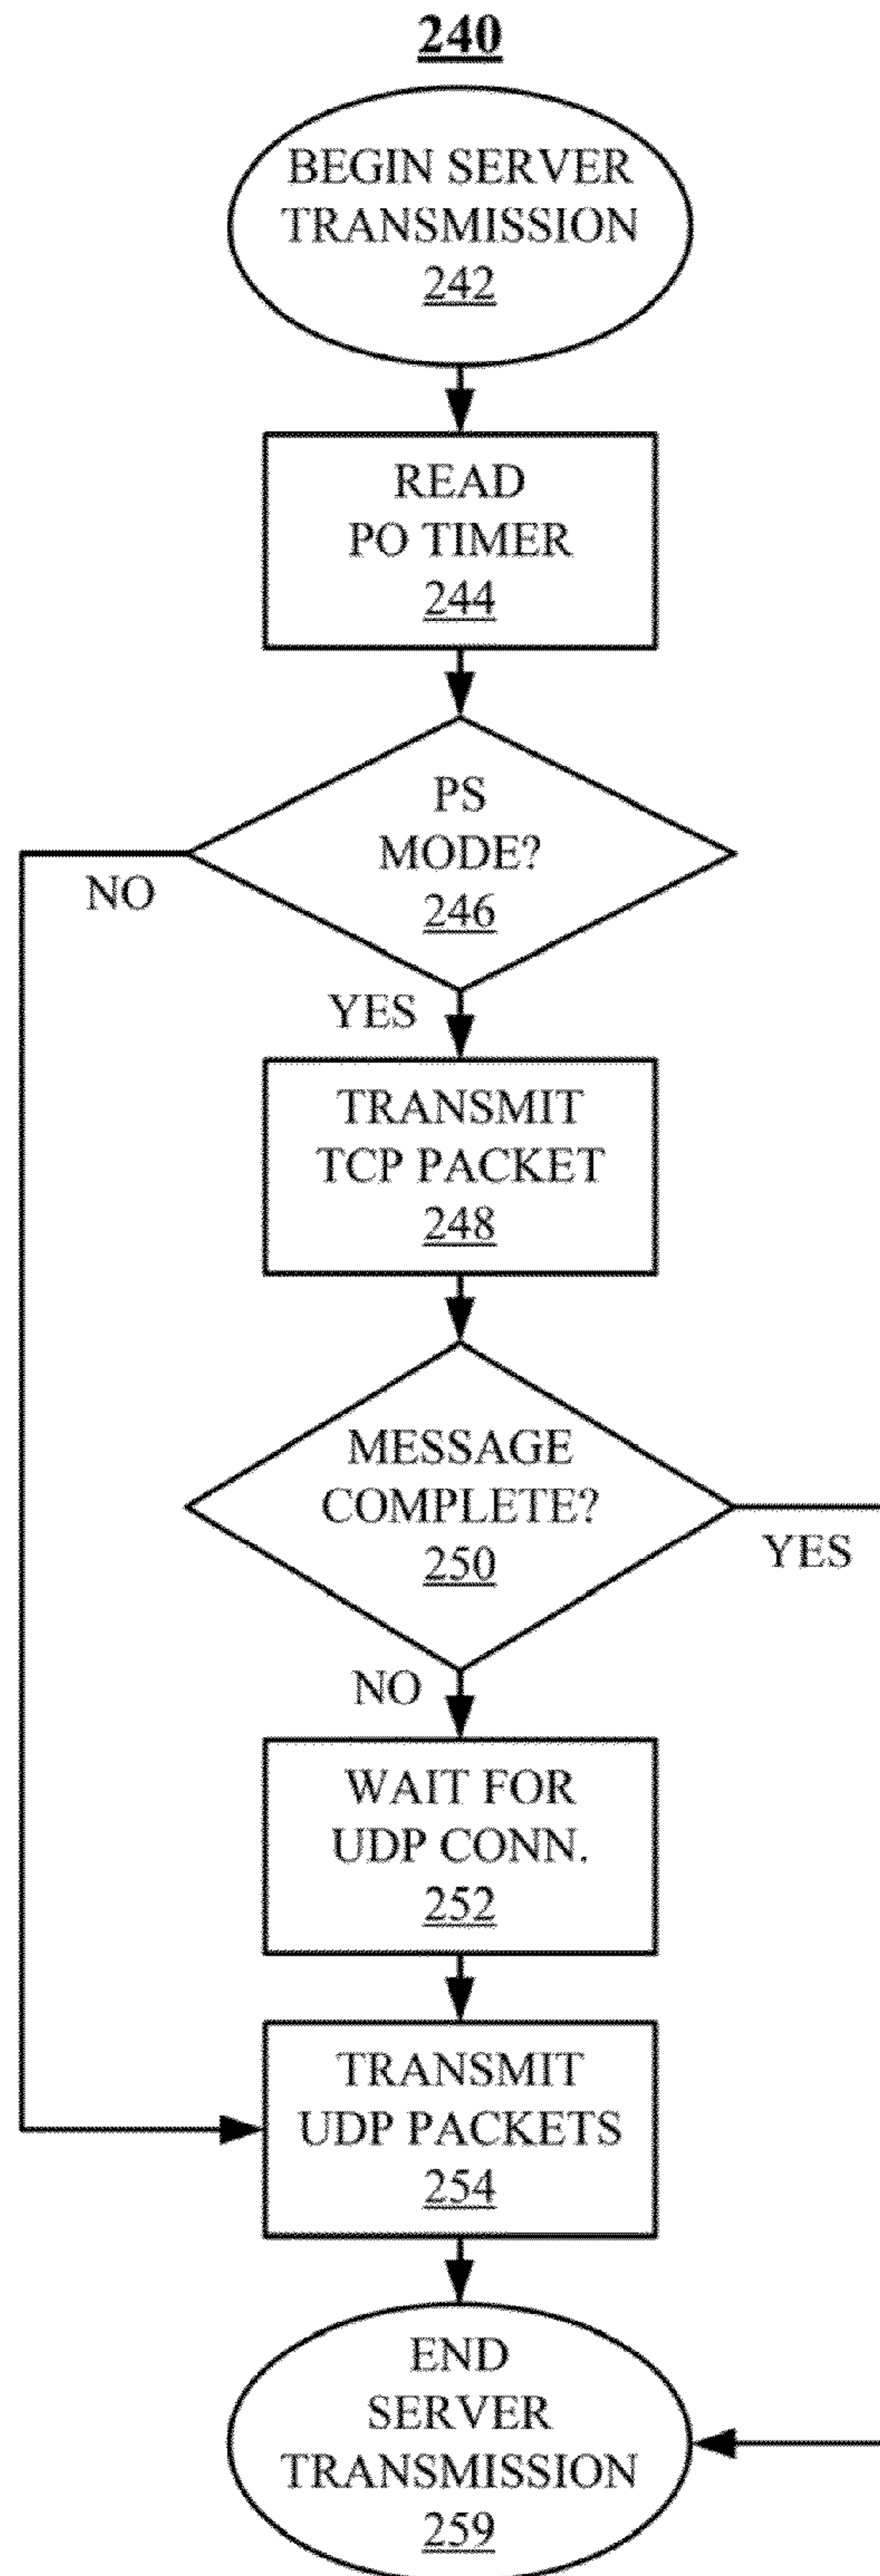 240
BEGIN SERVER
TRANSMISSION
242
READ
PO TIMER
244
PS
MODE?
246
NO
YES
TRANSMIT
TCP PACKET
248
MESSAGE
COMPLETE?
250
YES
NO
WAIT FOR
UDP CONN.
252
TRANSMIT
UDP PACKETS
254
END
SERVER
TRANSMISSION
259